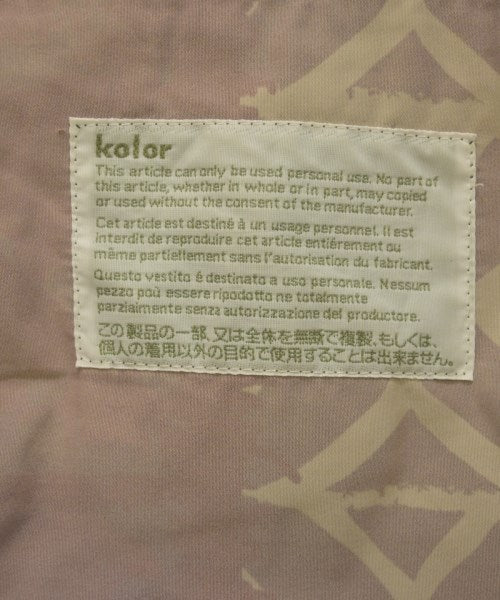 kolor
This article can only be used personal use. No part of
this article, whether in whole or in part, may copied
or used without the consent of the manufacturer.
Cet article est destiné à un usage personnel. Il est
interdit de reproduire cet article entiérement ou
même partiellement sans l'autorisation du fabricant.
Questo vestito é destinato a uso personale. Nessum
pezzo poù essere ripodotto ne totalmente
parzialmente senza autorizzazione del productore.
この製品の一部、又は全体を無断で複製、もしくは、
個人の着用以外の目的で使用することは出来ません。